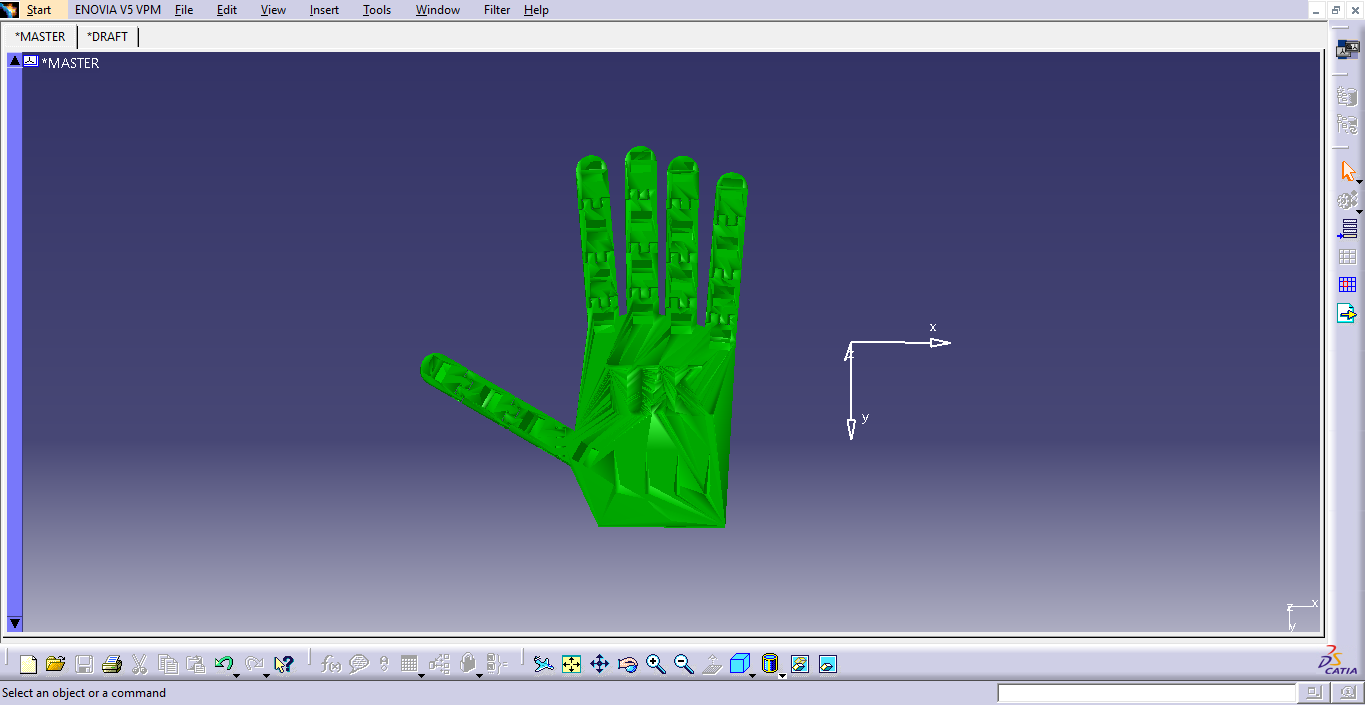 Start ENOVIA V5 VPM File Edit View Insert Tools Window Filter Help
*MASTER *DRAFT
*MASTER
x
y
z x
y
f(x)
CATIA
Select an object or a command